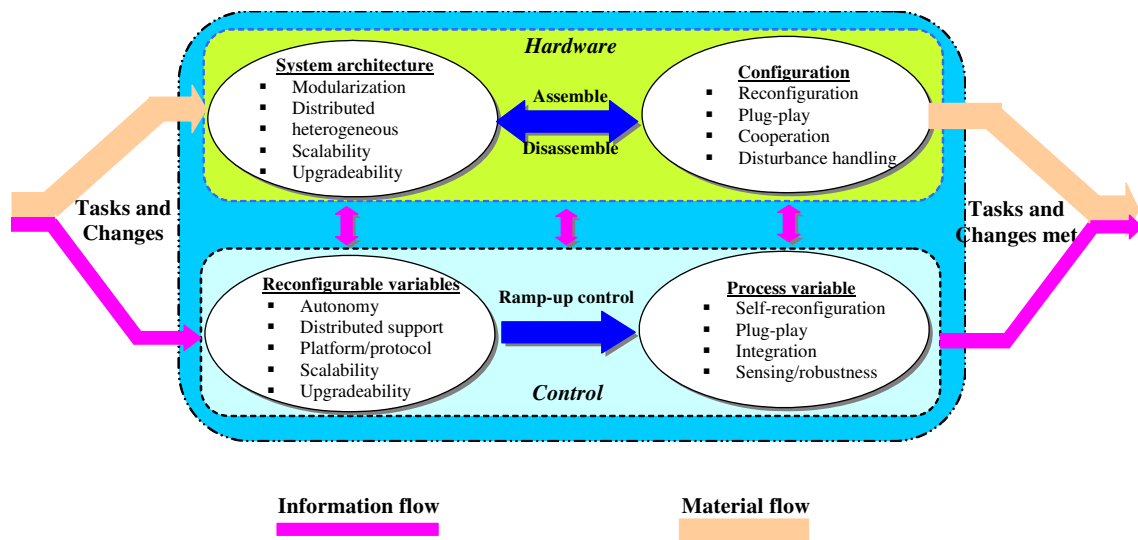 Hardware
System architecture
▪ Modularization
▪ Distributed
▪ heterogeneous
▪ Scalability
▪ Upgradeability
Assemble
Disassemble
Configuration
▪ Reconfiguration
▪ Plug-play
▪ Cooperation
▪ Disturbance handling
Tasks and
Changes
Tasks and
Changes met
Reconfigurable variables
▪ Autonomy
▪ Distributed support
▪ Platform/protocol
▪ Scalability
▪ Upgradeability
Ramp-up control
Process variable
▪ Self-reconfiguration
▪ Plug-play
▪ Integration
▪ Sensing/robustness
Control
Information flow
Material flow